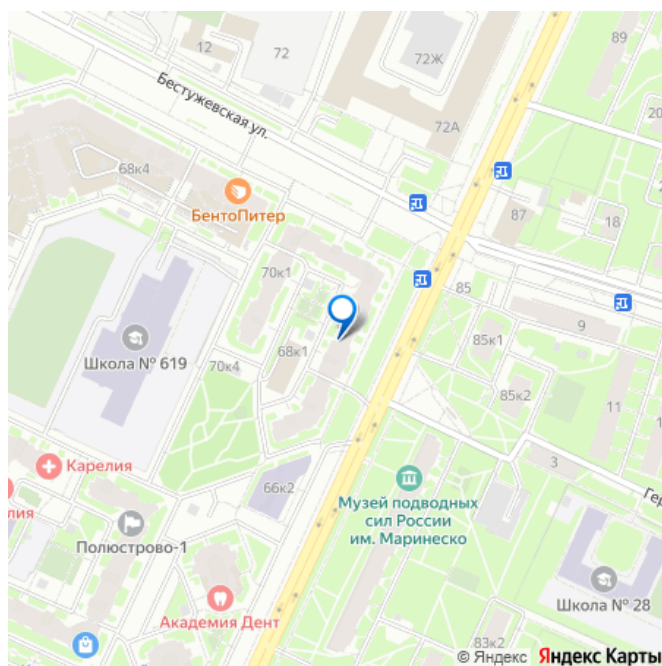 89
12
72
72Ж
20
72А
Бестужевская ул.
68к4
БентоПитер
87
18
70к1
85
9
85к1
Школа № 619
68к1
70к4
85к2
11
Карелия
лия
66к2
3
Гер
Музей подводных
сил России
им. Маринеско
Полюстрово-1
Академия Дент
Школа № 28
83к2
© Яндекс Яндекс Карты